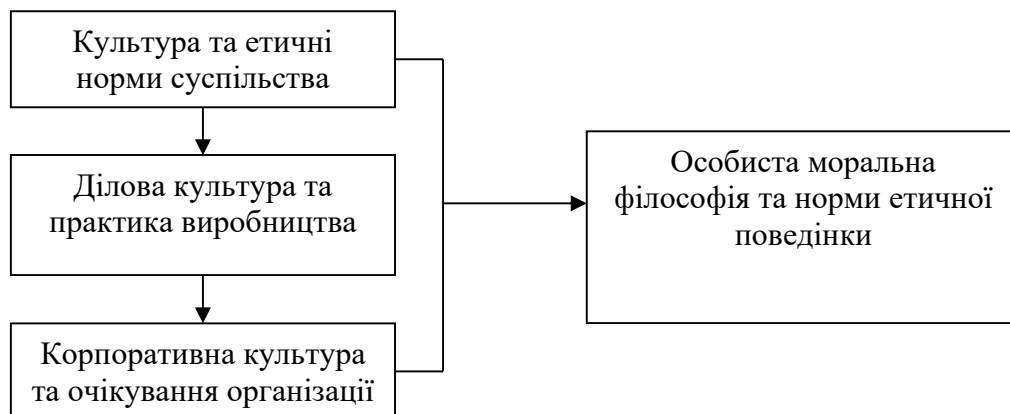 Культура та етичні
норми суспільства
Ділова культура та
практика виробництва
Корпоративна культура
та очікування організації
Особиста моральна
філософія та норми етичної
поведінки